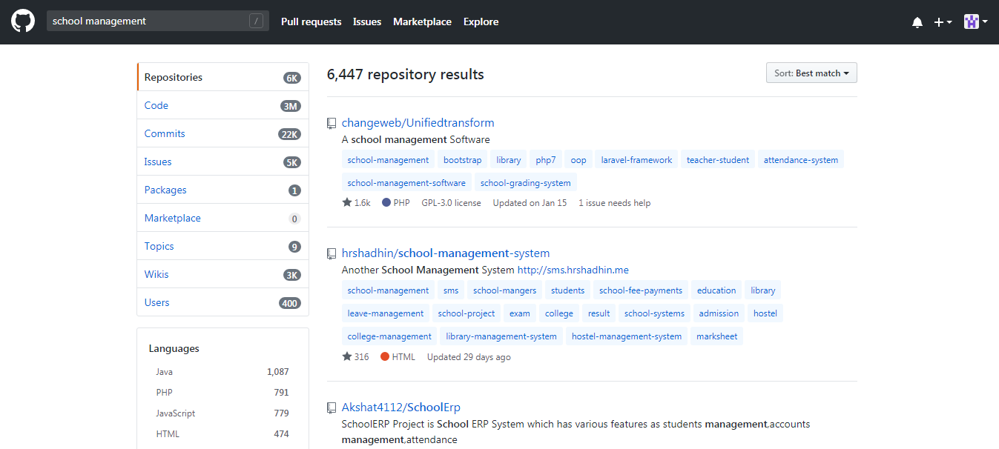 school management /
Pull requests Issues Marketplace Explore
Repositories 6K
Code 3M
Commits 22K
Issues 5K
Packages 1
Marketplace 0
Topics 9
Wikis 3K
Users 400
Languages
Java 1,087
PHP 791
JavaScript 779
HTML 474
6,447 repository results
Sort: Best match
changeweb/Unifiedtransform
A school management Software
school-management bootstrap library php7 oop laravel-framework teacher-student attendance-system
school-management-software school-grading-system
1.6k PHP GPL-3.0 license Updated on Jan 15 1 issue needs help
hrshadhin/school-management-system
Another School Management System http://sms.hrshadhin.me
school-management sms school-mangers students school-fee-payments education library
leave-management school-project exam college result school-systems admission hostel
college-management library-management-system hostel-management-system marksheet
316 HTML Updated 29 days ago
Akshat4112/SchoolErp
SchoolERP Project is School ERP System which has various features as students management,accounts
management,attendance